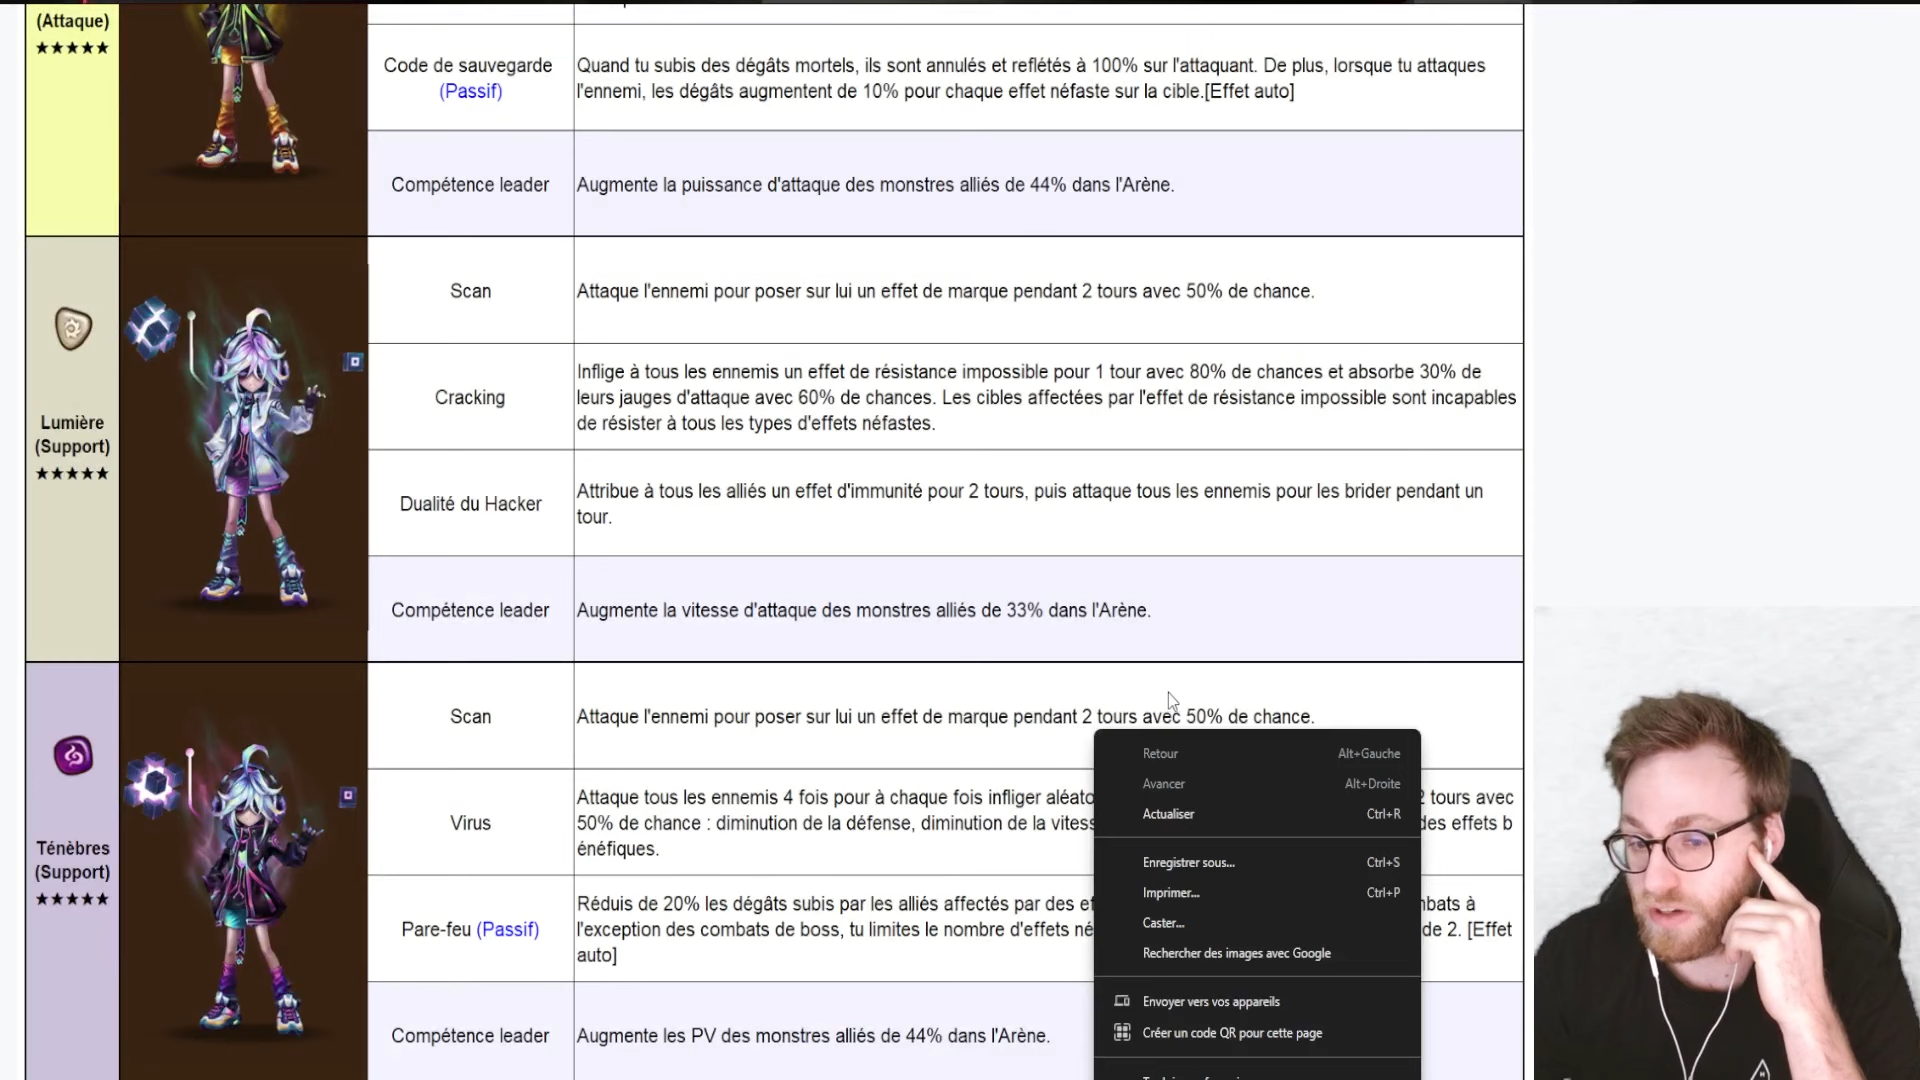 (Attaque)
★★★★★
Code de sauvegarde
(Passif)
Quand tu subis des dégâts mortels, ils sont annulés et reflétés à 100% sur l'attaquant. De plus, lorsque tu attaques
l'ennemi, les dégâts augmentent de 10% pour chaque effet néfaste sur la cible.[Effet auto]
Compétence leader
Augmente la puissance d'attaque des monstres alliés de 44% dans l'Arène.
Lumière
(Support)
★★★★★
Scan
Attaque l'ennemi pour poser sur lui un effet de marque pendant 2 tours avec 50% de chance.
Cracking
Inflige à tous les ennemis un effet de résistance impossible pour 1 tour avec 80% de chances et absorbe 30% de
leurs jauges d'attaque avec 60% de chances. Les cibles affectées par l'effet de résistance impossible sont incapables
de résister à tous les types d'effets néfastes.
Dualité du Hacker
Attribue à tous les alliés un effet d'immunité pour 2 tours, puis attaque tous les ennemis pour les brider pendant un
tour.
Compétence leader
Augmente la vitesse d'attaque des monstres alliés de 33% dans l'Arène.
Ténèbres
(Support)
★★★★★
Scan
Attaque l'ennemi pour poser sur lui un effet de marque pendant 2 tours avec 50% de chance.
Virus
Attaque tous les ennemis 4 fois pour à chaque fois infliger 2 tours avec
50% de chance : diminution de la défense, diminution de la des effets b
énéfiques.
Pare-feu (Passif)
Réduis de 20% les dégâts subis par les alliés affectés par des à
l'exception des combats de boss, tu limites le nombre d'effets de 2. [Effet
auto]
Compétence leader
Augmente les PV des monstres alliés de 44% dans l'Arène.
Retour Alt+Gauche
Avancer Alt+Droite
Actualiser Ctrl+R
Enregistrer sous... Ctrl+S
Imprimer... Ctrl+P
Caster...
Rechercher des images avec Google
Envoyer vers vos appareils
Créer un code QR pour cette page